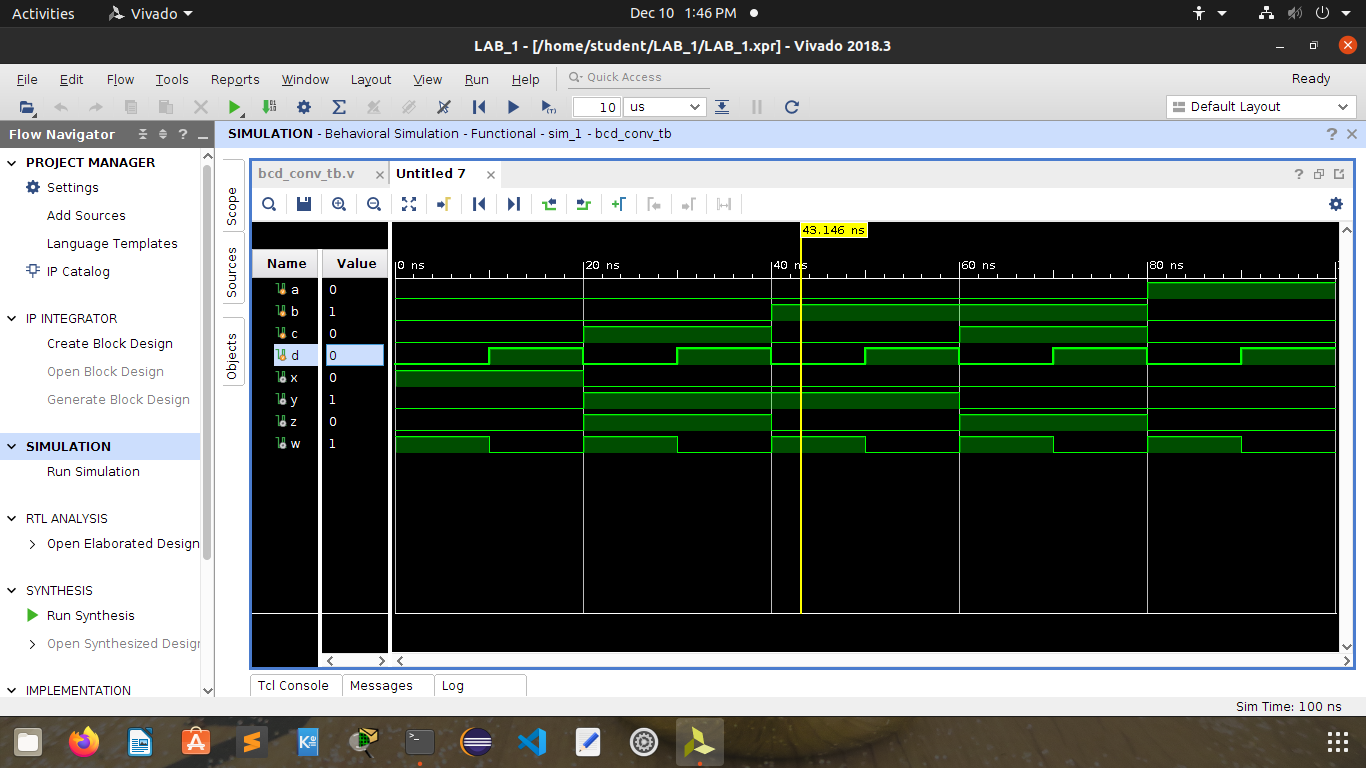 Activities Vivado Dec 10 1:46 PM
LAB_1 - [/home/student/LAB_1/LAB_1.xpr] - Vivado 2018.3
File Edit Flow Tools Reports Window Layout View Run Help Quick Access Ready
10 us Default Layout
Flow Navigator
SIMULATION - Behavioral Simulation - Functional - sim_1 - bcd_conv_tb
PROJECT MANAGER
Settings
Add Sources
Language Templates
IP Catalog
IP INTEGRATOR
Create Block Design
Open Block Design
Generate Block Design
SIMULATION
Run Simulation
RTL ANALYSIS
Open Elaborated Design
SYNTHESIS
Run Synthesis
Open Synthesized Design
IMPLEMENTATION
Scope
Sources
Objects
bcd_conv_tb.v Untitled 7
43.146 ns
Name Value 0 ns 20 ns 40 ns 60 ns 80 ns
a 0
b 1
c 0
d 0
x 0
y 1
z 0
w 1
Tcl Console Messages Log
Sim Time: 100 ns